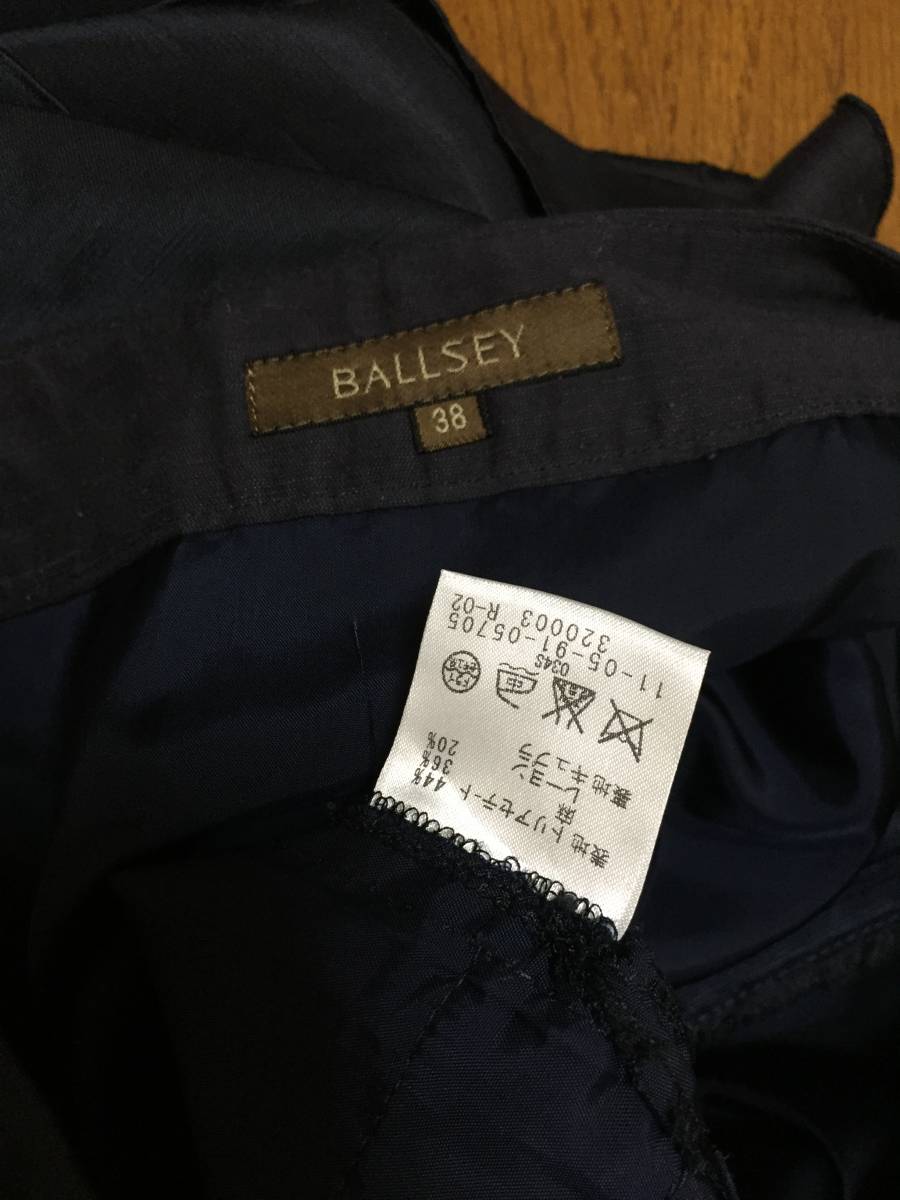 BALLSEY
38
表地 トリアセテート 44%
麻 36%
レーヨン 20%
裏地 キュプラ
034S
11-05-91-05705
320003 R-02